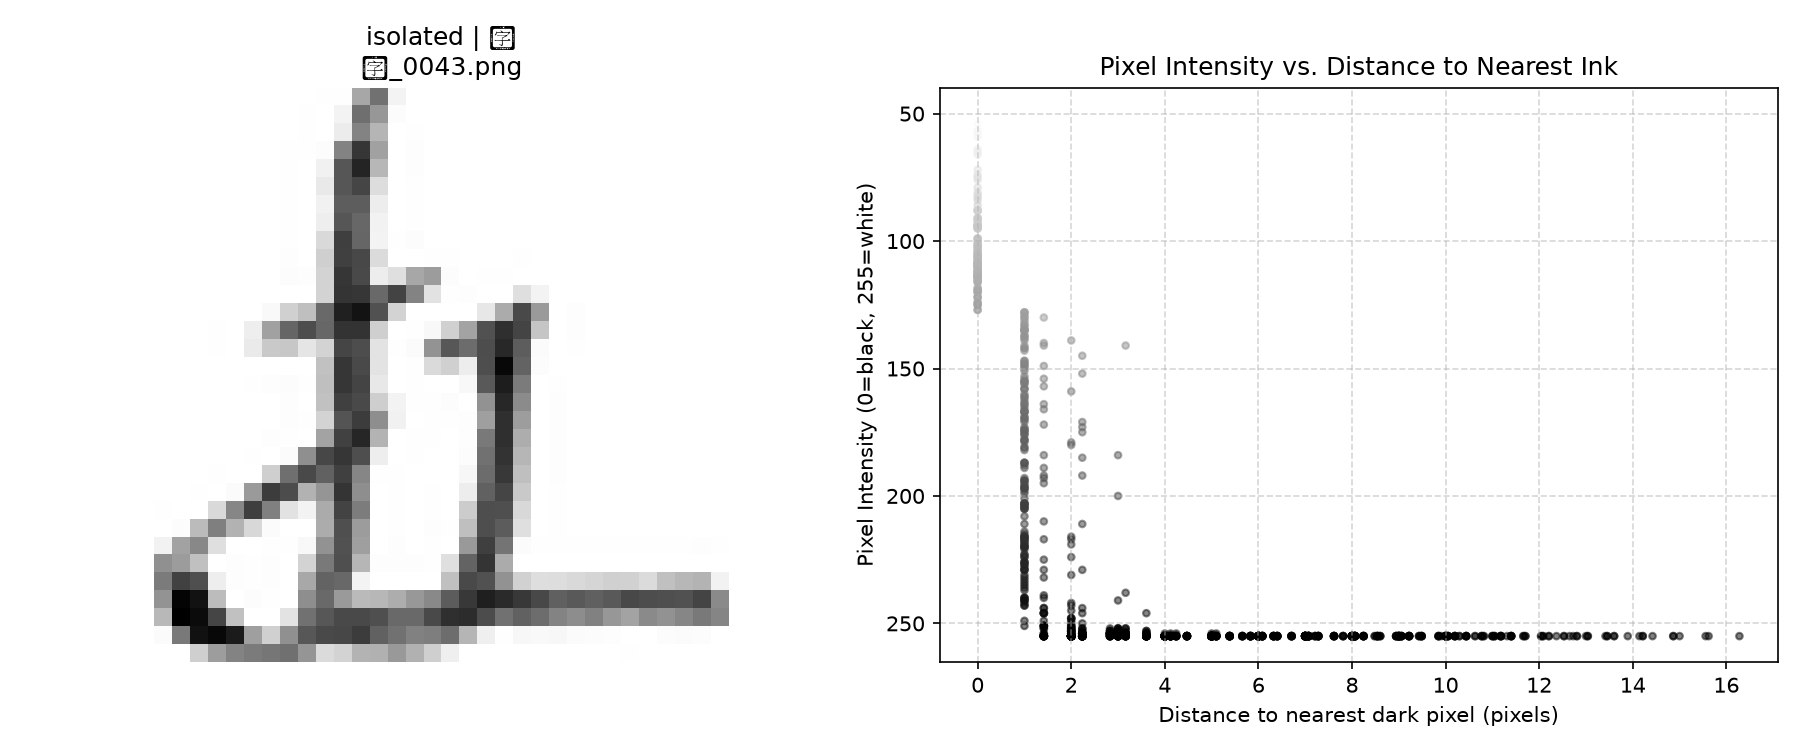 isolated |
_0043.png
Pixel Intensity vs. Distance to Nearest Ink
Pixel Intensity (0=black, 255=white)
50
100
150
200
250
0 2 4 6 8 10 12 14 16
Distance to nearest dark pixel (pixels)